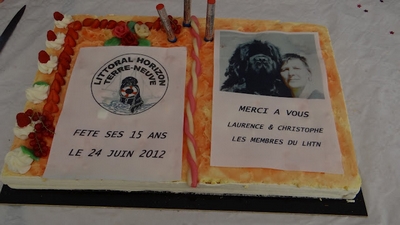 LITTORAL HORIZON
TERRE-NEUVE
FETE SES 15 ANS
LE 24 JUIN 2012
MERCI A VOUS
LAURENCE & CHRISTOPHE
LES MEMBRES DU LHTN